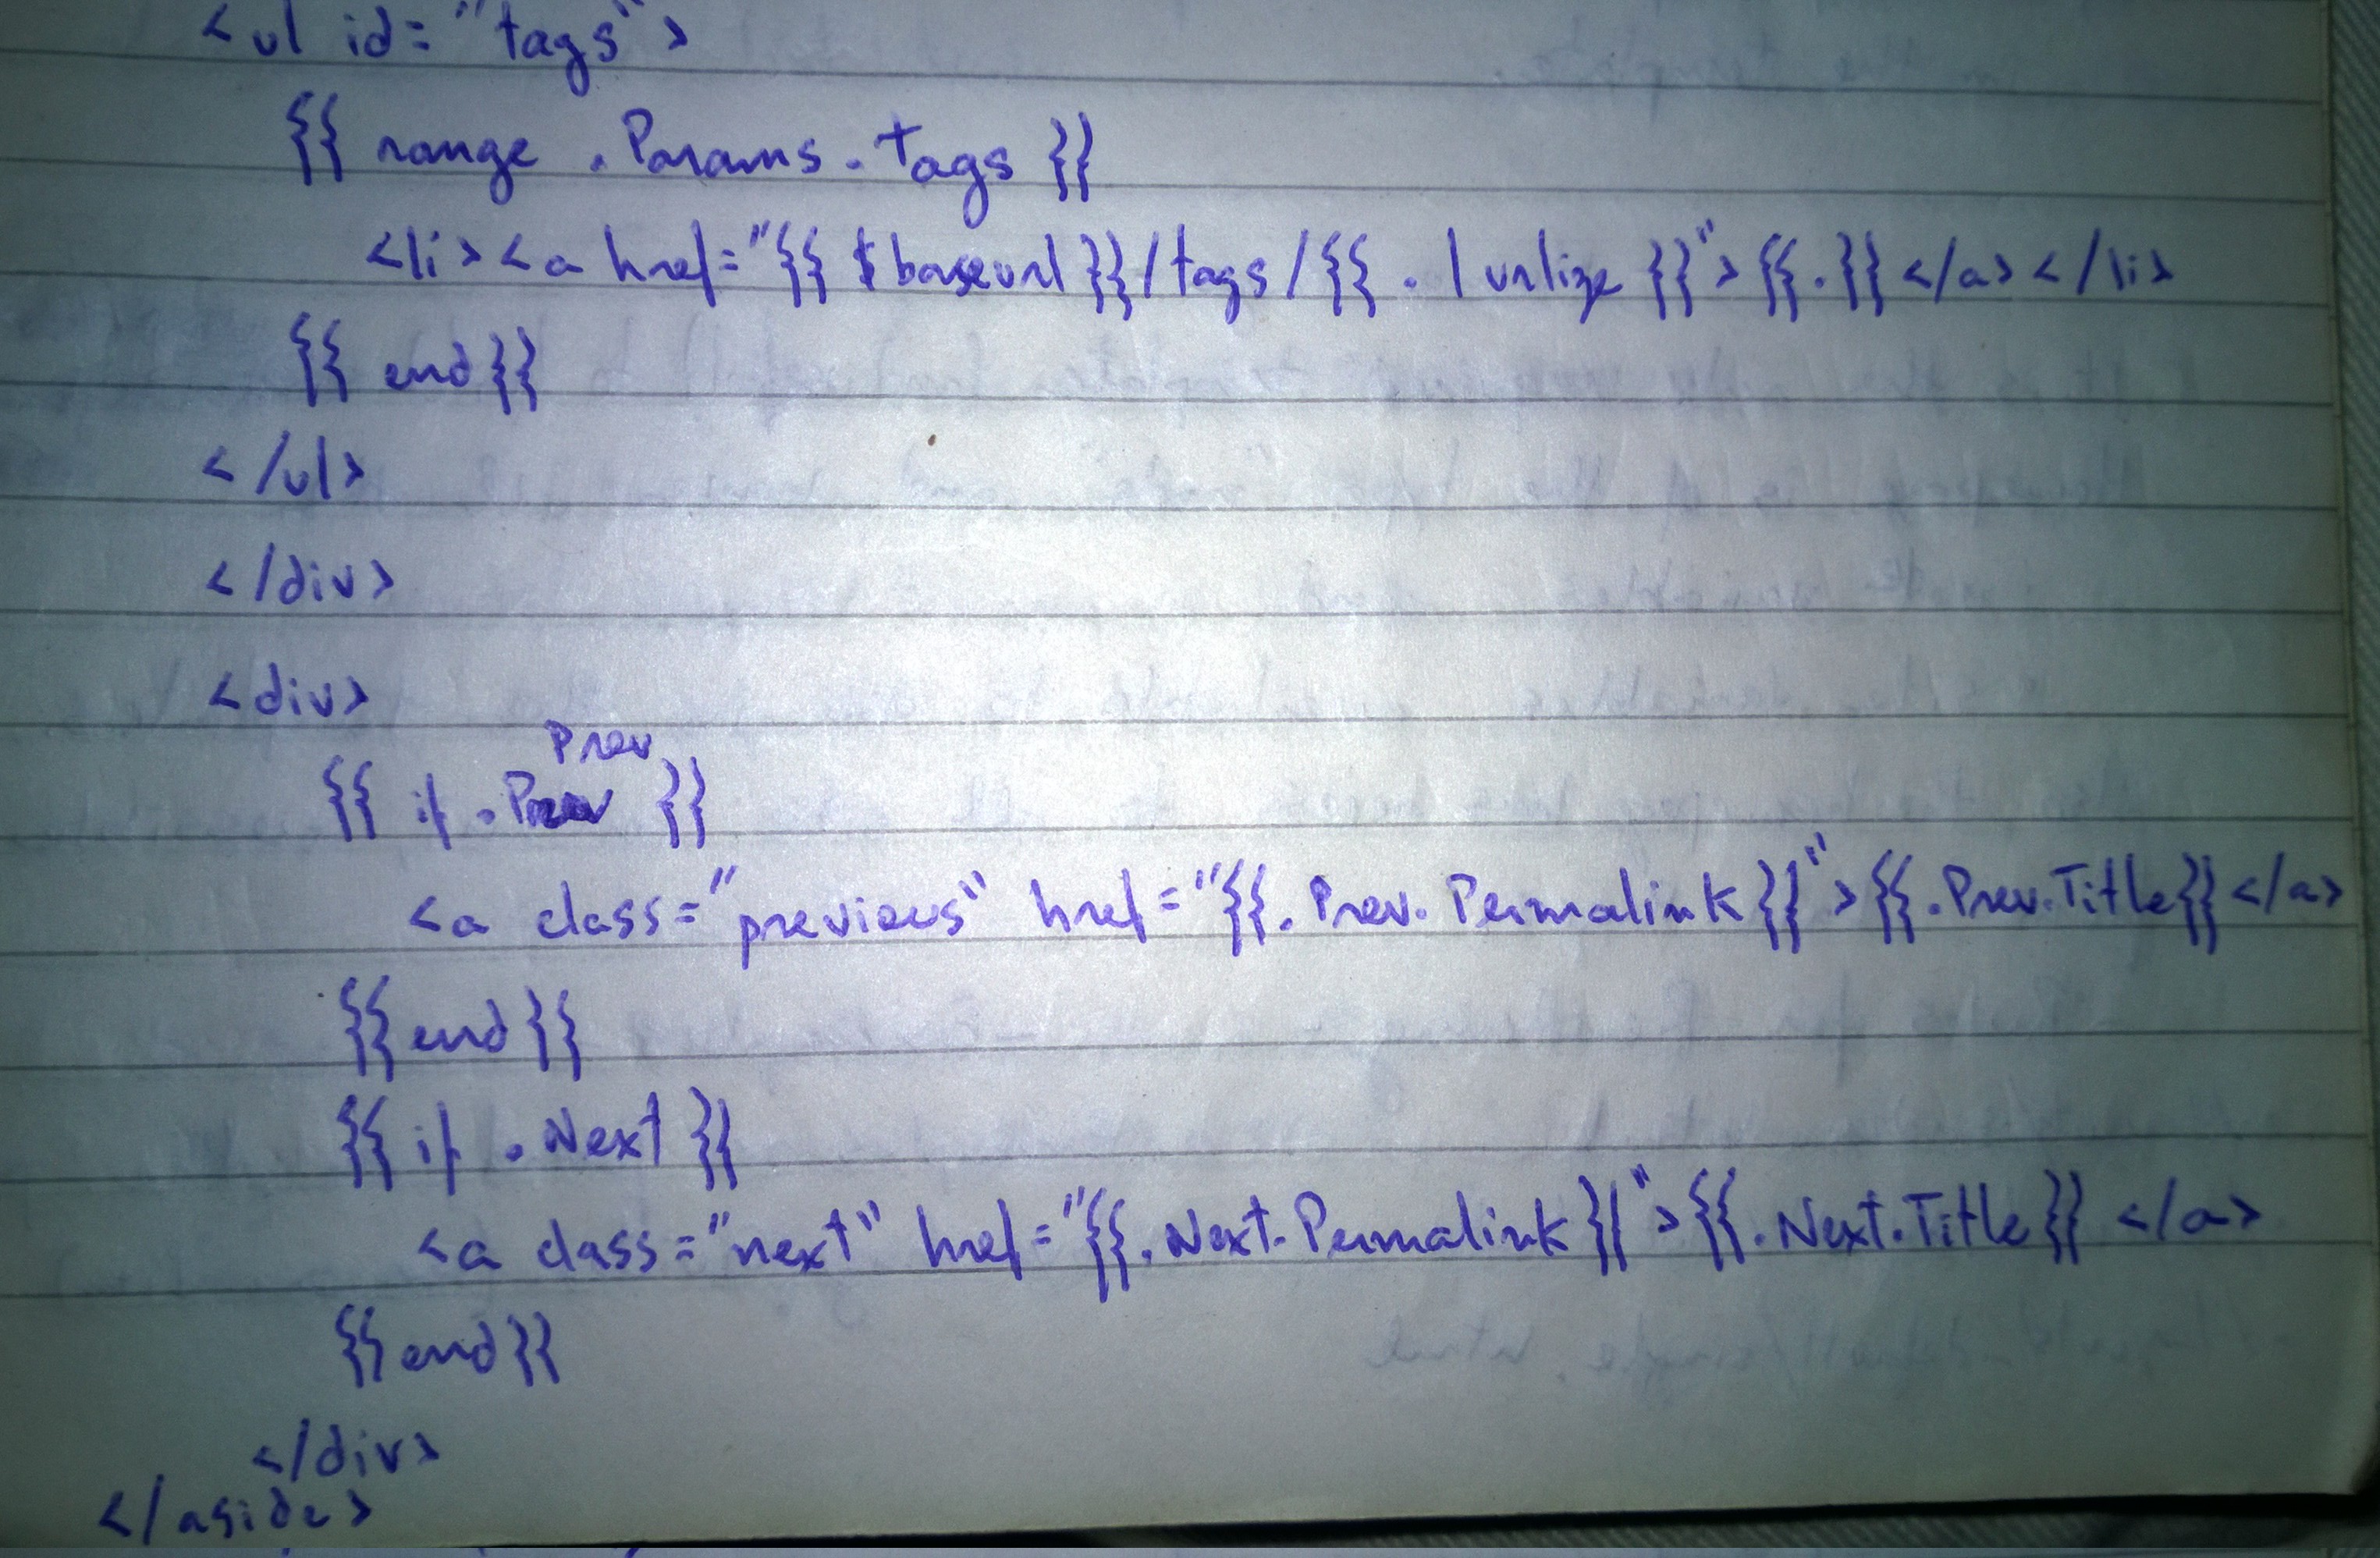 <ul id="tags">
{{ range .Params.tags }}
<li><a href="{{ $baseurl }}/tags/{{ . | urlize }}">{{.}}</a></li>
{{ end }}
</ul>
</div>
<div>
Prev
{{ if .Prev }}
<a class="previous" href="{{.Prev.Permalink}}">{{.Prev.Title}}</a>
{{ end }}
{{ if .Next }}
<a class="next" href="{{.Next.Permalink}}">{{.Next.Title}}</a>
{{ end }}
</div>
</aside>